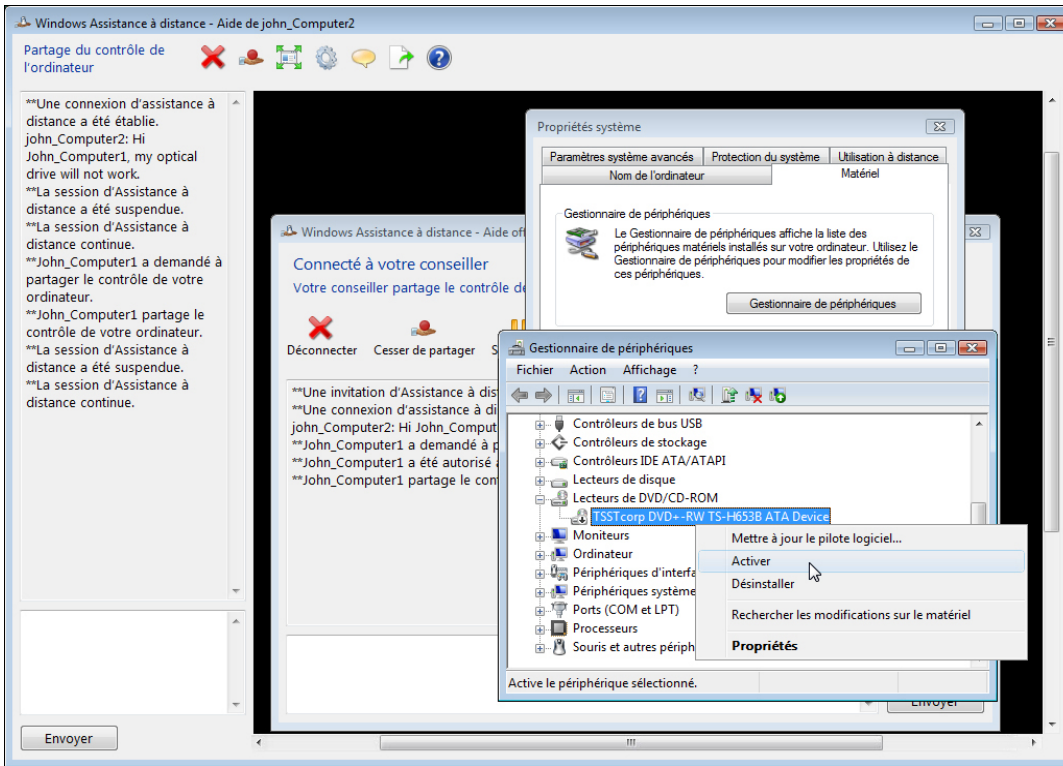 Windows Assistance à distance - Aide de john_Computer2
Partage du contrôle de
l'ordinateur
**Une connexion d'assistance à
distance a été établie.
john_Computer2: Hi
John_Computer1, my optical
drive will not work.
**La session d'Assistance à
distance a été suspendue.
**La session d'Assistance à
distance continue.
**John_Computer1 a demandé à
partager le contrôle de votre
ordinateur.
**John_Computer1 partage le
contrôle de votre ordinateur.
**La session d'Assistance à
distance a été suspendue.
**La session d'Assistance à
distance continue.
Envoyer
Windows Assistance à distance - Aide off
Connecté à votre conseiller
Votre conseiller partage le contrôle de
Déconnecter Cesser de partager S
**Une invitation d'Assistance à dis
**Une connexion d'assistance à di
john_Computer2: Hi John_Comput
**John_Computer1 a demandé à p
**John_Computer1 a été autorisé à
**John_Computer1 partage le con
Envoyer
Propriétés système
Paramètres système avancés Protection du système Utilisation à distance
Nom de l'ordinateur Matériel
Gestionnaire de périphériques
Le Gestionnaire de périphériques affiche la liste des
périphériques matériels installés sur votre ordinateur. Utilisez le
Gestionnaire de périphériques pour modifier les propriétés de
ces périphériques.
Gestionnaire de périphériques
Gestionnaire de périphériques
Fichier Action Affichage ?
Contrôleurs de bus USB
Contrôleurs de stockage
Contrôleurs IDE ATA/ATAPI
Lecteurs de disque
Lecteurs de DVD/CD-ROM
TSSTcorp DVD+-RW TS-H653B ATA Device
Moniteurs
Ordinateur
Périphériques d'interfa
Périphériques système
Ports (COM et LPT)
Processeurs
Souris et autres périph
Active le périphérique sélectionné.
Mettre à jour le pilote logiciel...
Activer
Désinstaller
Rechercher les modifications sur le matériel
Propriétés